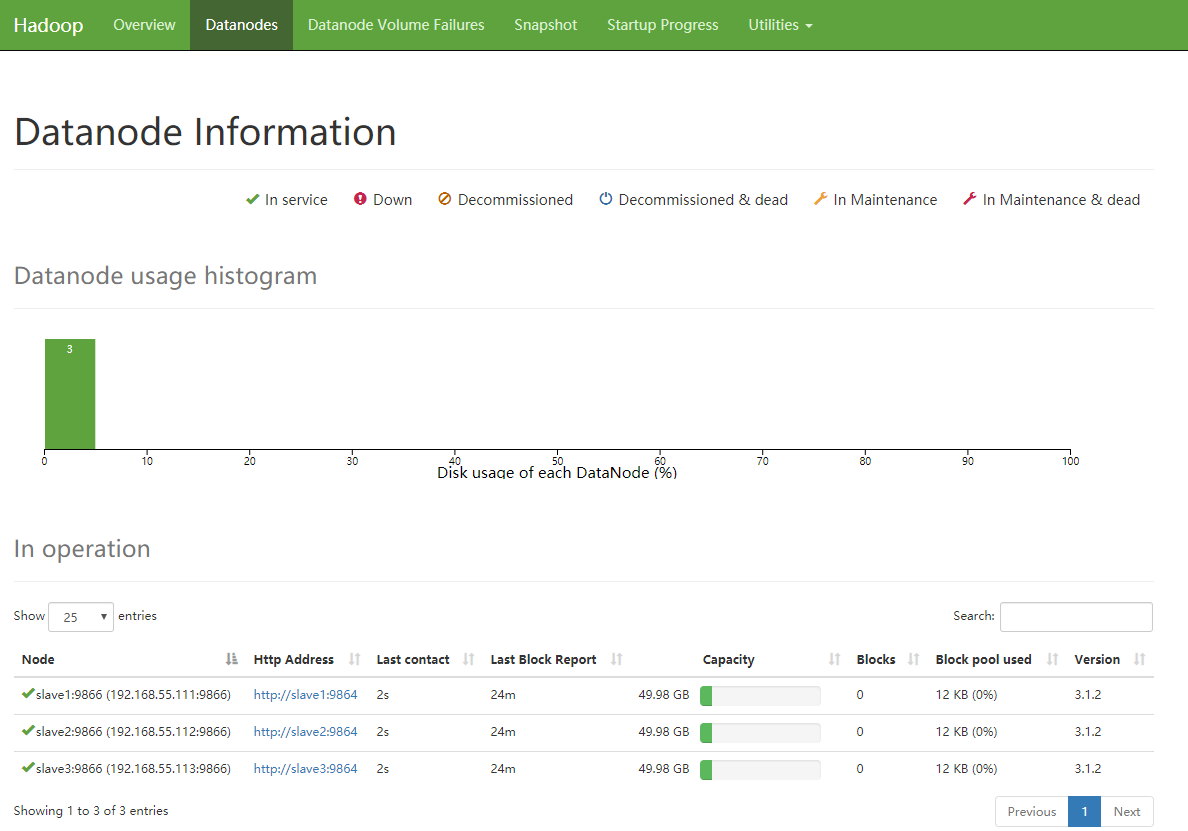 Hadoop Overview Datanodes Datanode Volume Failures Snapshot Startup Progress Utilities
Datanode Information
In service Down Decommissioned Decommissioned & dead In Maintenance In Maintenance & dead
Datanode usage histogram
3
0 10 20 30 40 50 60 70 80 90 100
Disk usage of each DataNode (%)
In operation
Show 25 entries Search:
Node Http Address Last contact Last Block Report Capacity Blocks Block pool used Version
slave1:9866 (192.168.55.111:9866) http://slave1:9864 2s 24m 49.98 GB 0 12 KB (0%) 3.1.2
slave2:9866 (192.168.55.112:9866) http://slave2:9864 2s 24m 49.98 GB 0 12 KB (0%) 3.1.2
slave3:9866 (192.168.55.113:9866) http://slave3:9864 2s 24m 49.98 GB 0 12 KB (0%) 3.1.2
Showing 1 to 3 of 3 entries Previous 1 Next